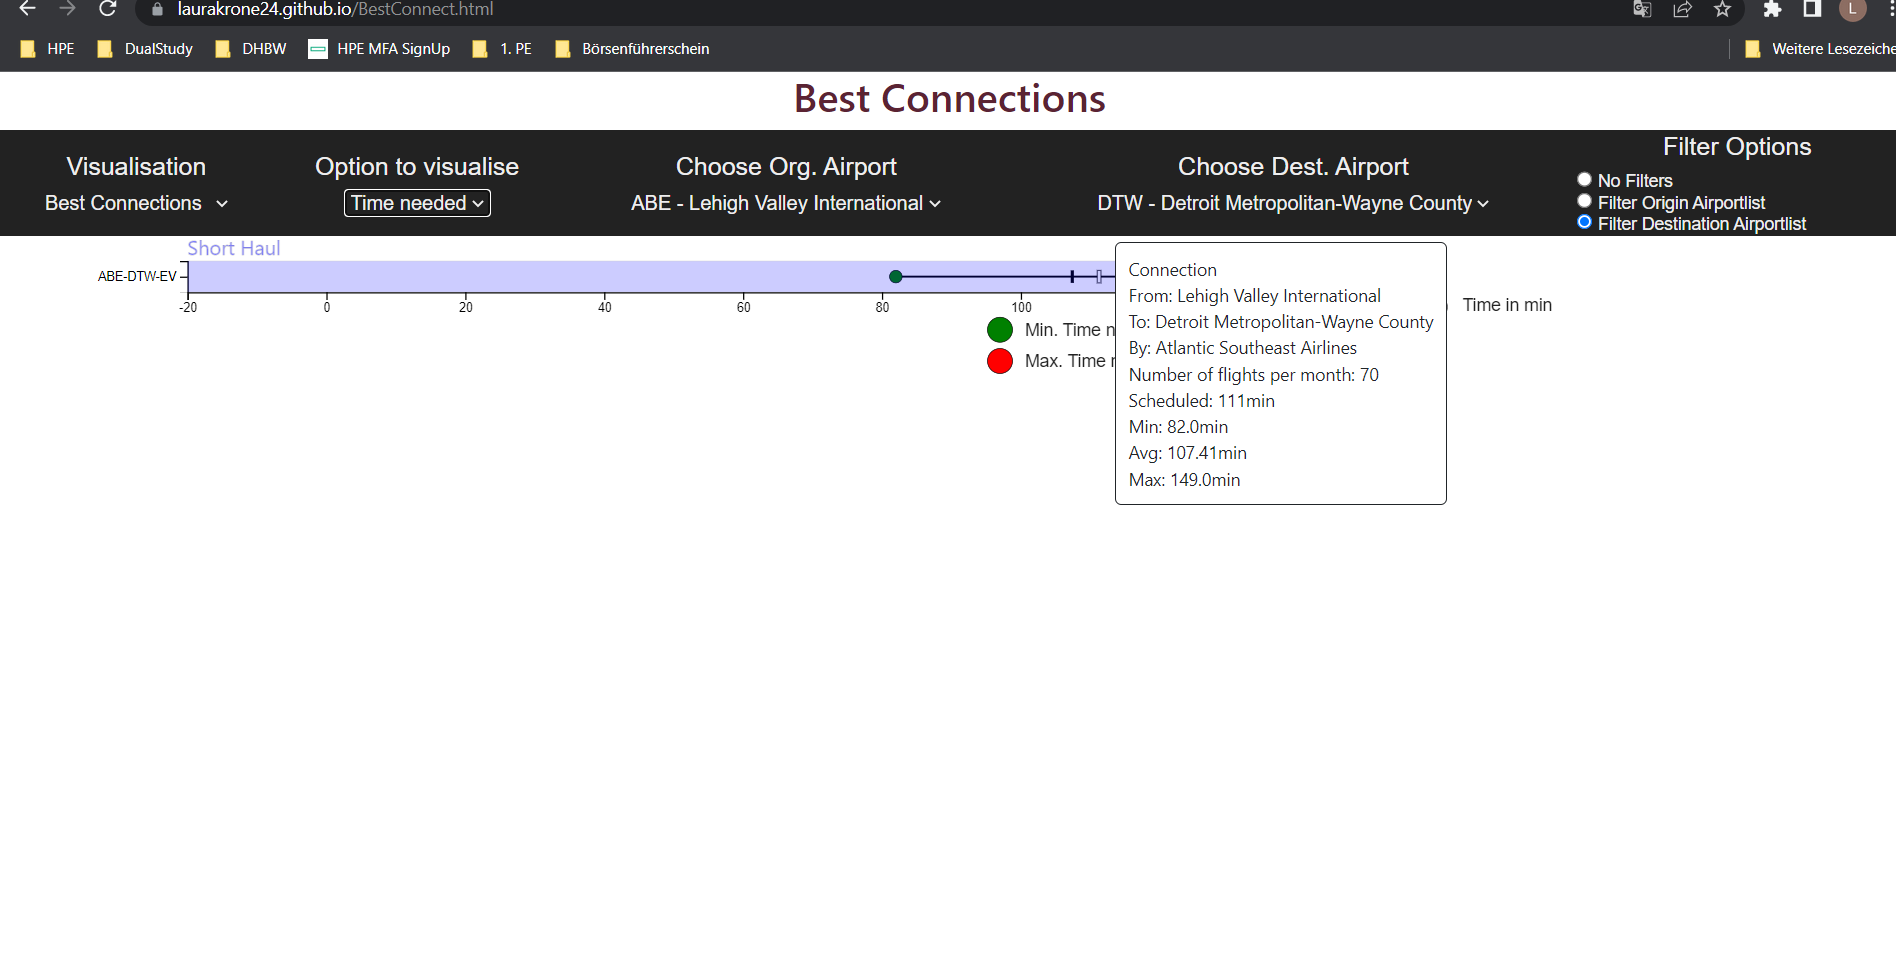 laurakrone24.github.io/BestConnect.html
L
HPE DualStudy DHBW HPE MFA SignUp 1. PE Börsenführerschein Weitere Lesezeiche
Best Connections
Visualisation Option to visualise Choose Org. Airport Choose Dest. Airport Filter Options
Best Connections Time needed ABE - Lehigh Valley International DTW - Detroit Metropolitan-Wayne County
No Filters
Filter Origin Airportlist
Filter Destination Airportlist
Short Haul
ABE-DTW-EV
-20 0 20 40 60 80 100 Time in min
Min. Time n
Max. Time
Connection
From: Lehigh Valley International
To: Detroit Metropolitan-Wayne County
By: Atlantic Southeast Airlines
Number of flights per month: 70
Scheduled: 111min
Min: 82.0min
Avg: 107.41min
Max: 149.0min